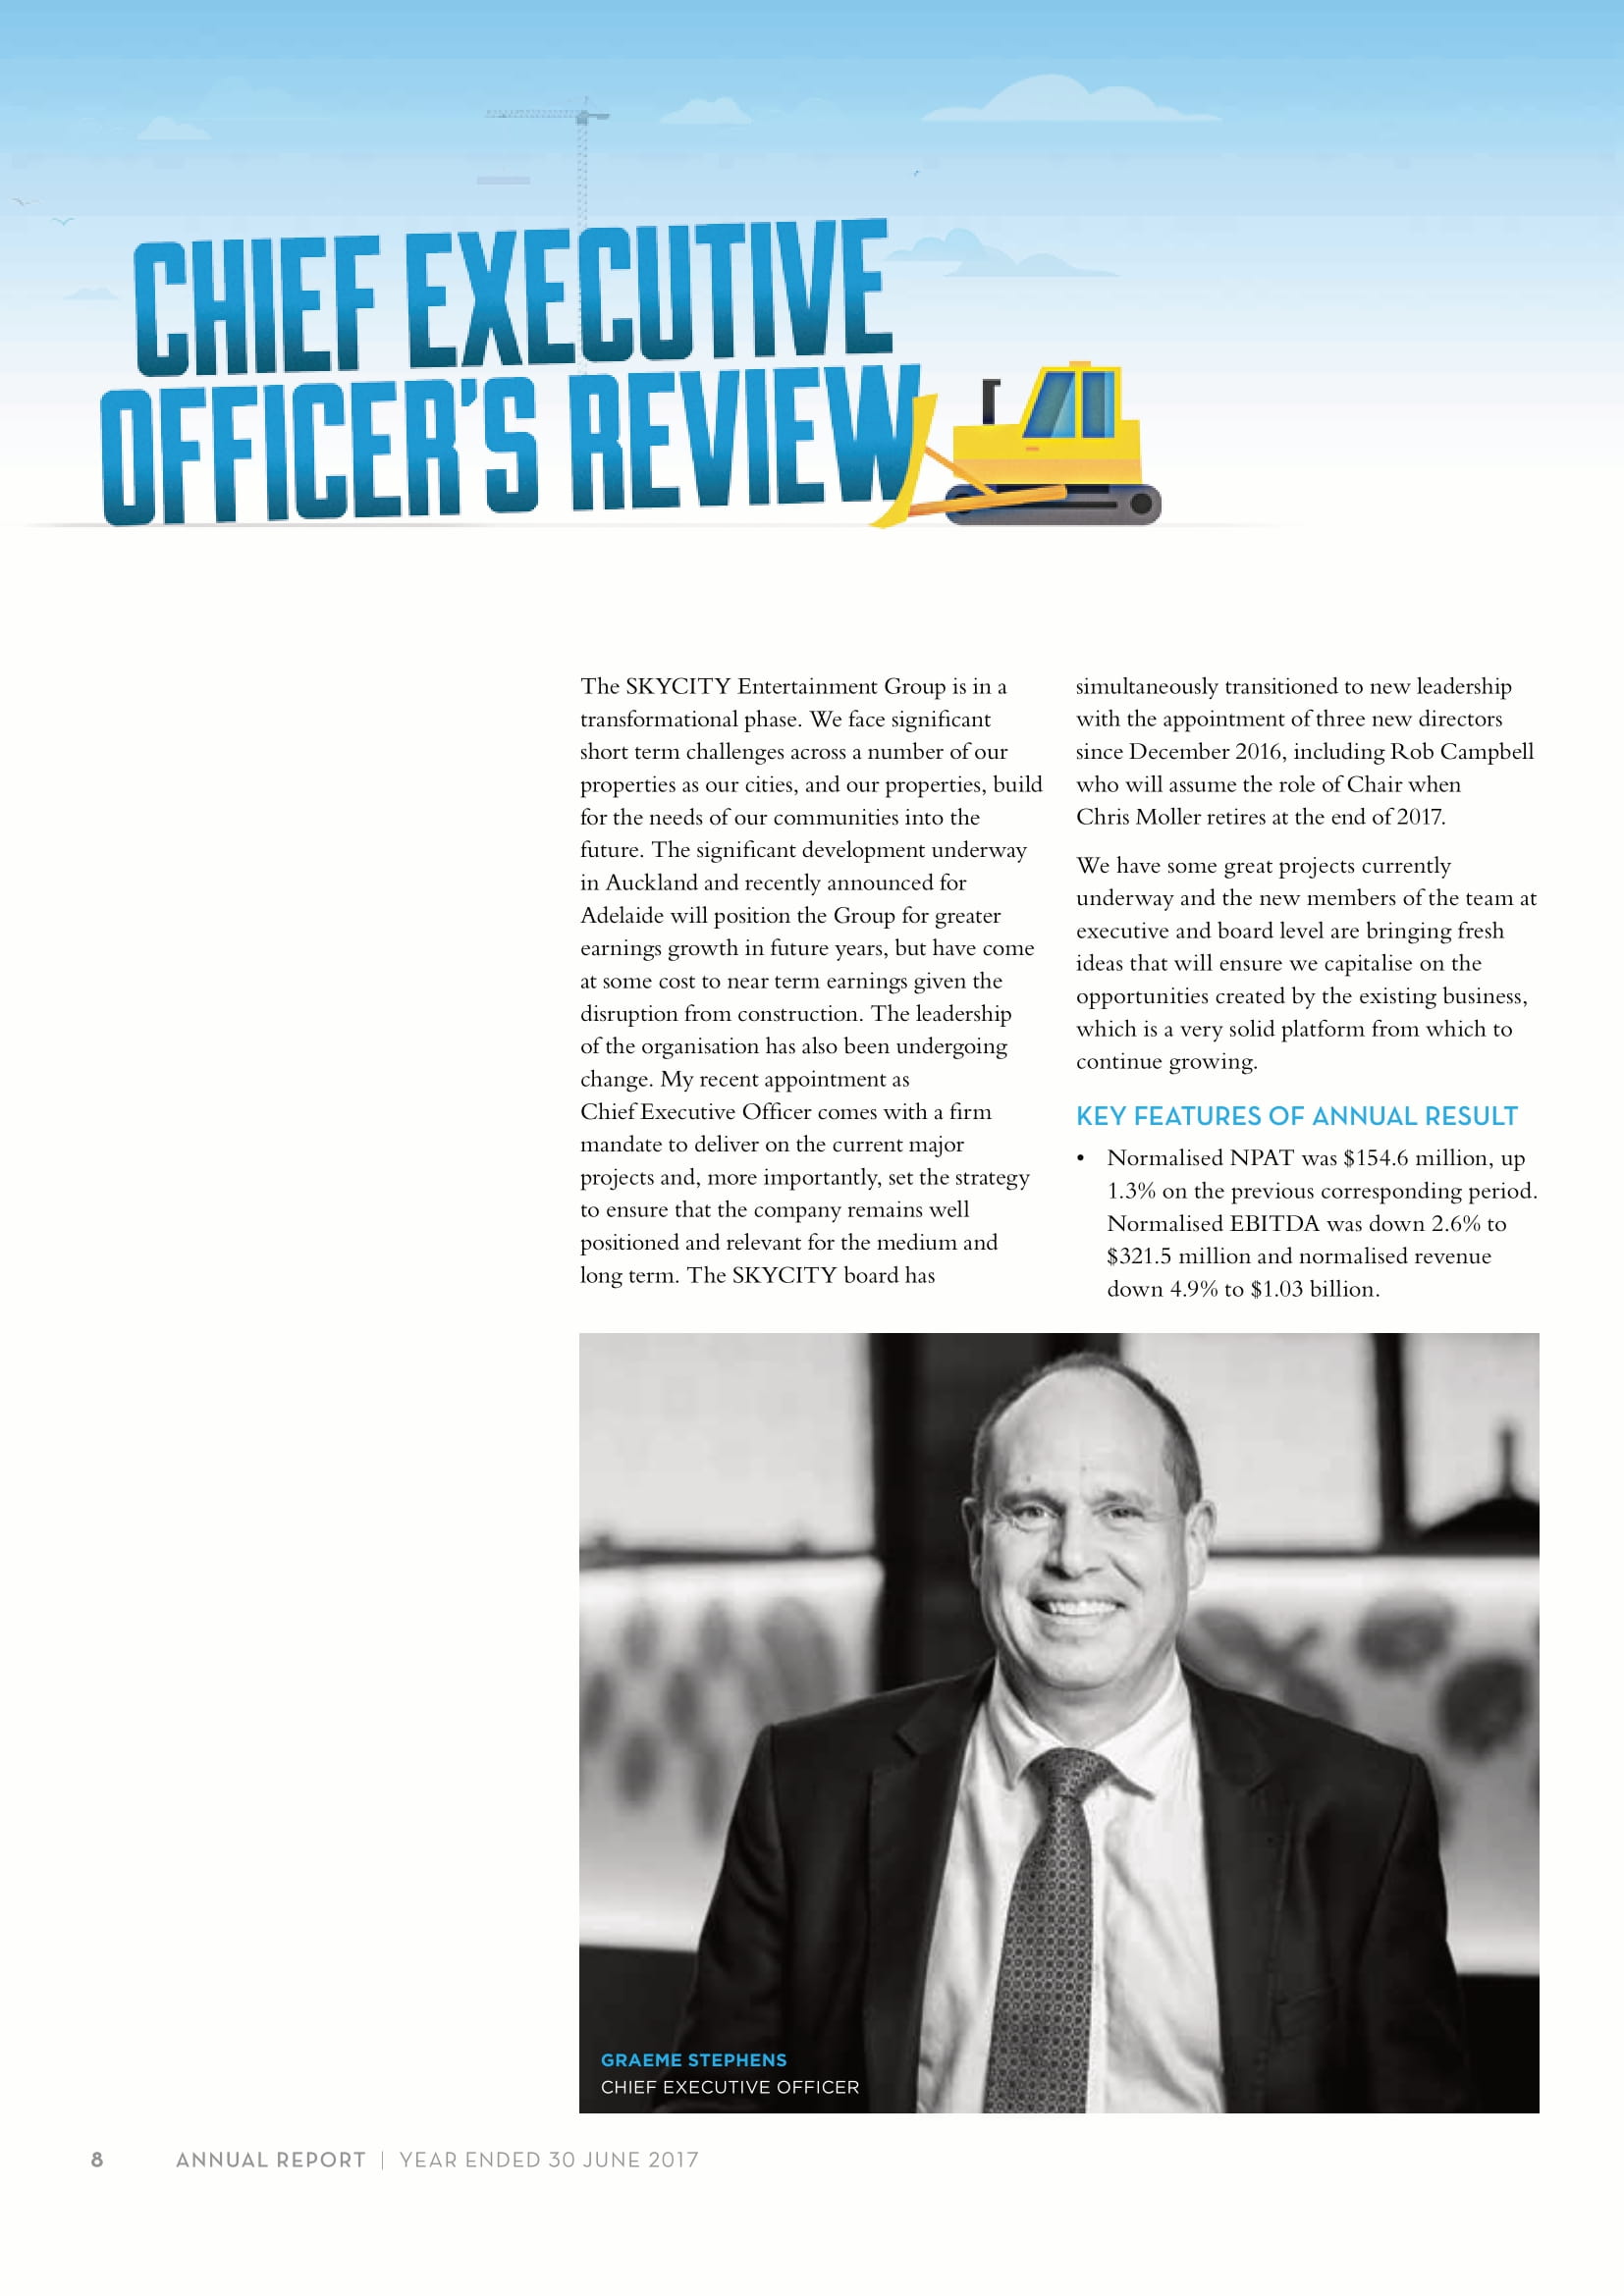 CHIEF EXECUTIVE
OFFICER'S REVIEW
The SKYCITY Entertainment Group is in a
transformational phase. We face significant
short term challenges across a number of our
properties as our cities, and our properties, build
for the needs of our communities into the
future. The significant development underway
in Auckland and recently announced for
Adelaide will position the Group for greater
earnings growth in future years, but have come
at some cost to near term earnings given the
disruption from construction. The leadership
of the organisation has also been undergoing
change. My recent appointment as
Chief Executive Officer comes with a firm
mandate to deliver on the current major
projects and, more importantly, set the strategy
to ensure that the company remains well
positioned and relevant for the medium and
long term. The SKYCITY board has
simultaneously transitioned to new leadership
with the appointment of three new directors
since December 2016, including Rob Campbell
who will assume the role of Chair when
Chris Moller retires at the end of 2017.
We have some great projects currently
underway and the new members of the team at
executive and board level are bringing fresh
ideas that will ensure we capitalise on the
opportunities created by the existing business,
which is a very solid platform from which to
continue growing.
KEY FEATURES OF ANNUAL RESULT
• Normalised NPAT was $154.6 million, up
1.3% on the previous corresponding period.
Normalised EBITDA was down 2.6% to
$321.5 million and normalised revenue
down 4.9% to $1.03 billion.
GRAEME STEPHENS
CHIEF EXECUTIVE OFFICER
8 ANNUAL REPORT | YEAR ENDED 30 JUNE 2017